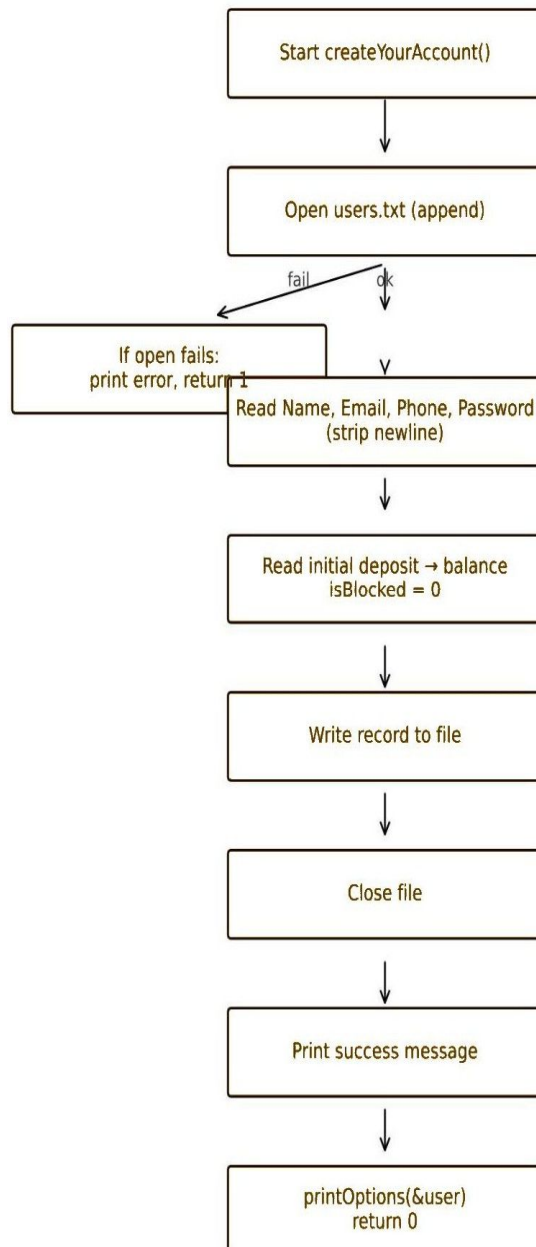 Start createYourAccount()
Open users.txt (append)
fail
ok
If open fails:
print error, return 1
Read Name, Email, Phone, Password
(strip newline)
Read initial deposit → balance
isBlocked = 0
Write record to file
Close file
Print success message
printOptions(&user)
return 0